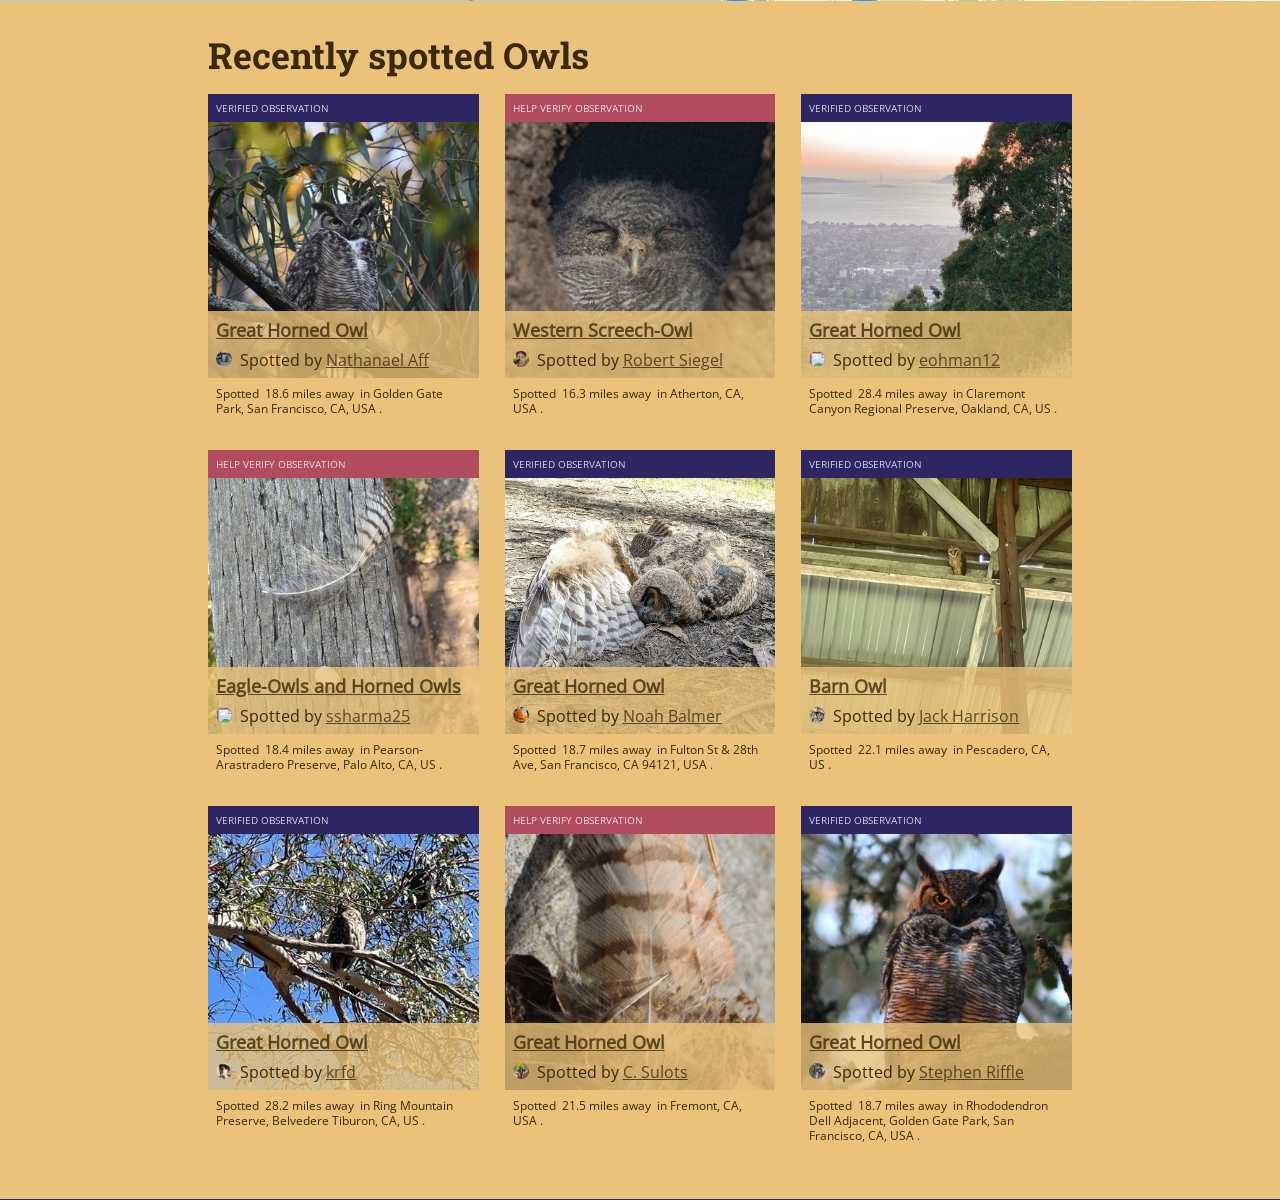 Recently spotted Owls
VERIFIED OBSERVATION
Great Horned Owl
Spotted by Nathanael Aff
Spotted 18.6 miles away in Golden Gate
Park, San Francisco, CA, USA .
HELP VERIFY OBSERVATION
Western Screech-Owl
Spotted by Robert Siegel
Spotted 16.3 miles away in Atherton, CA,
USA .
VERIFIED OBSERVATION
Great Horned Owl
Spotted by eohman12
Spotted 28.4 miles away in Claremont
Canyon Regional Preserve, Oakland, CA, US .
HELP VERIFY OBSERVATION
Eagle-Owls and Horned Owls
Spotted by ssharma25
Spotted 18.4 miles away in Pearson-
Arastradero Preserve, Palo Alto, CA, US .
VERIFIED OBSERVATION
Great Horned Owl
Spotted by Noah Balmer
Spotted 18.7 miles away in Fulton St & 28th
Ave, San Francisco, CA 94121, USA .
VERIFIED OBSERVATION
Barn Owl
Spotted by Jack Harrison
Spotted 22.1 miles away in Pescadero, CA,
US .
VERIFIED OBSERVATION
Great Horned Owl
Spotted by krfd
Spotted 28.2 miles away in Ring Mountain
Preserve, Belvedere Tiburon, CA, US .
HELP VERIFY OBSERVATION
Great Horned Owl
Spotted by C. Sulots
Spotted 21.5 miles away in Fremont, CA,
USA .
VERIFIED OBSERVATION
Great Horned Owl
Spotted by Stephen Riffle
Spotted 18.7 miles away in Rhododendron
Dell Adjacent, Golden Gate Park, San
Francisco, CA, USA .